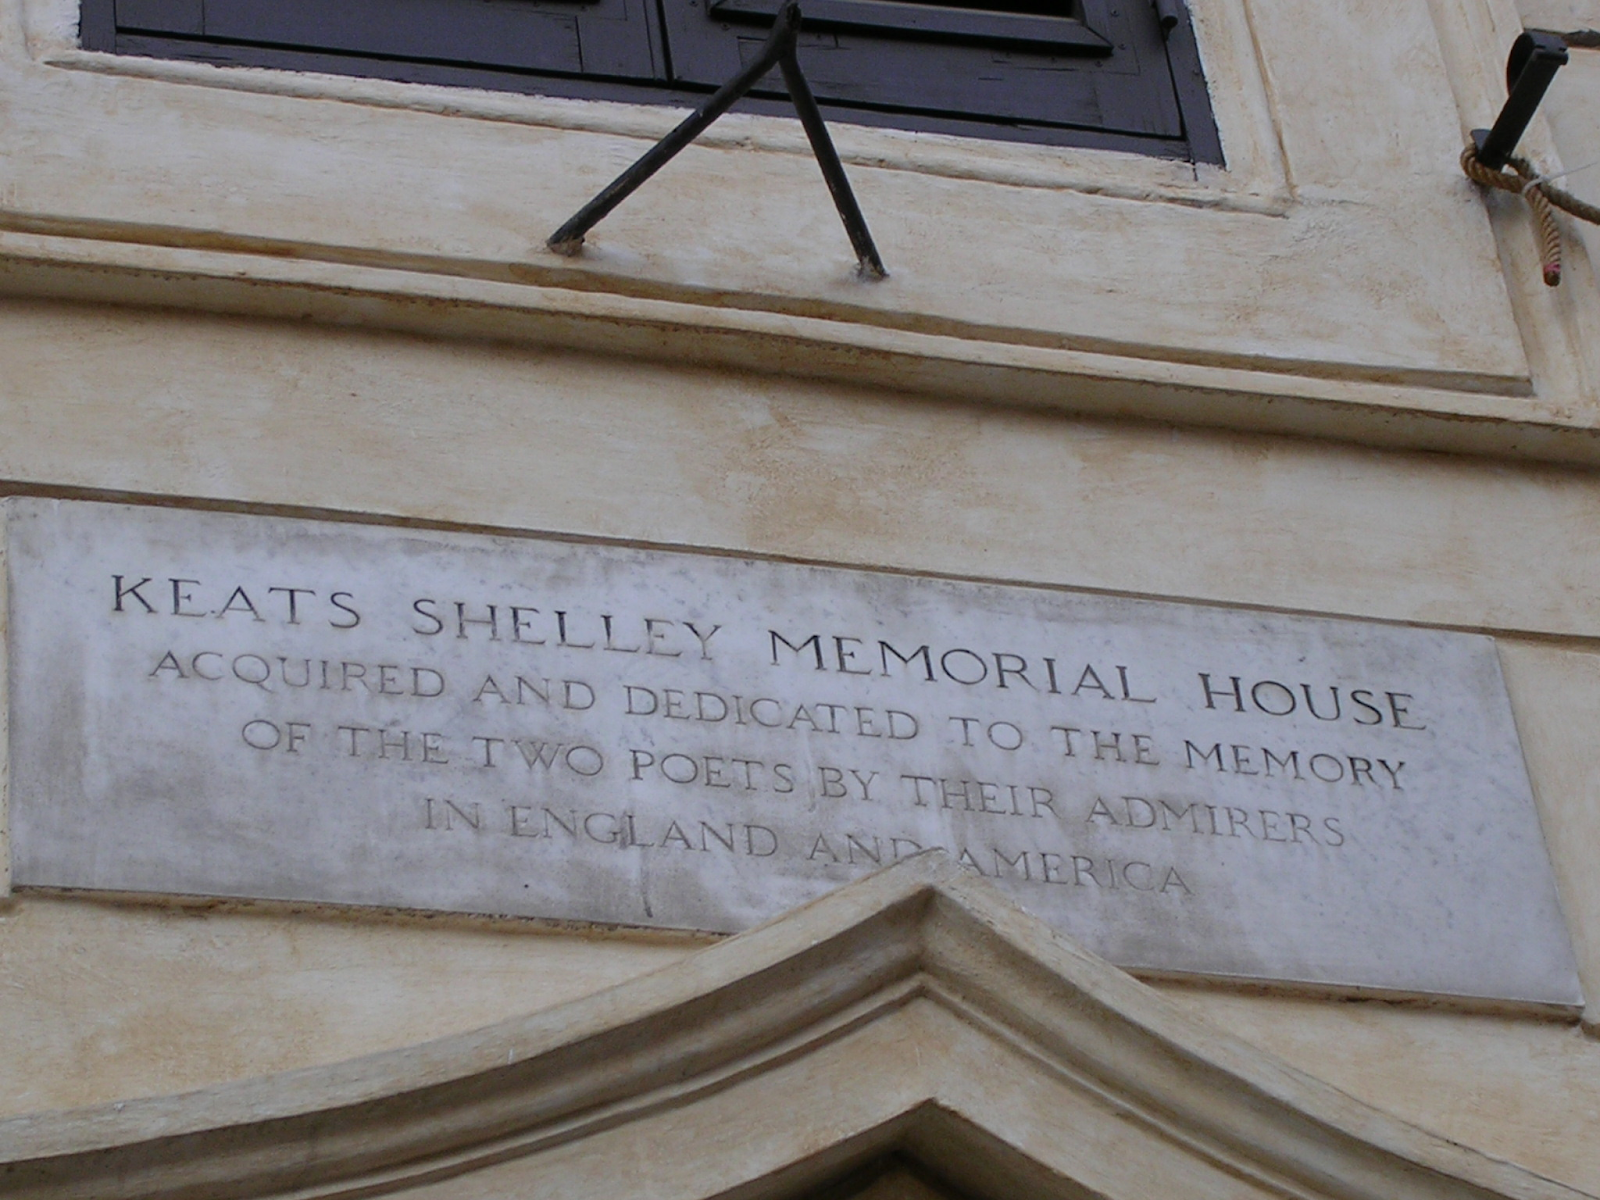 KEATS SHELLEY MEMORIAL HOUSE
ACQUIRED AND DEDICATED TO THE MEMORY
OF THE TWO POETS BY THEIR ADMIRERS
IN ENGLAND AND AMERICA